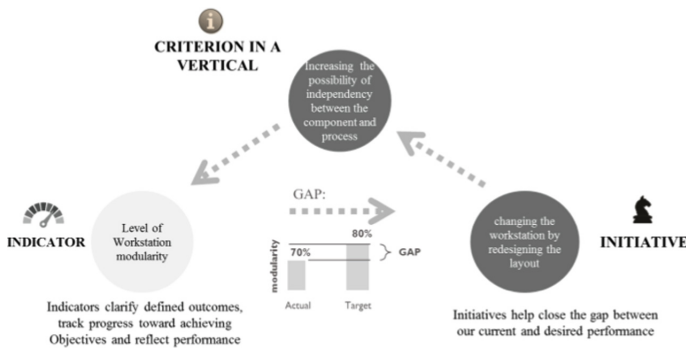 CRITERION IN A
VERTICAL
Increasing the
possibility of
independency
between the
component and
process
GAP:
INDICATOR
Level of
Workstation
modularity
modularity
70%
80%
GAP
Actual
Target
changing the
workstation by
redesigning the
layout
INITIATIVE
Indicators clarify defined outcomes,
track progress toward achieving
Objectives and reflect performance
Initiatives help close the gap between
our current and desired performance